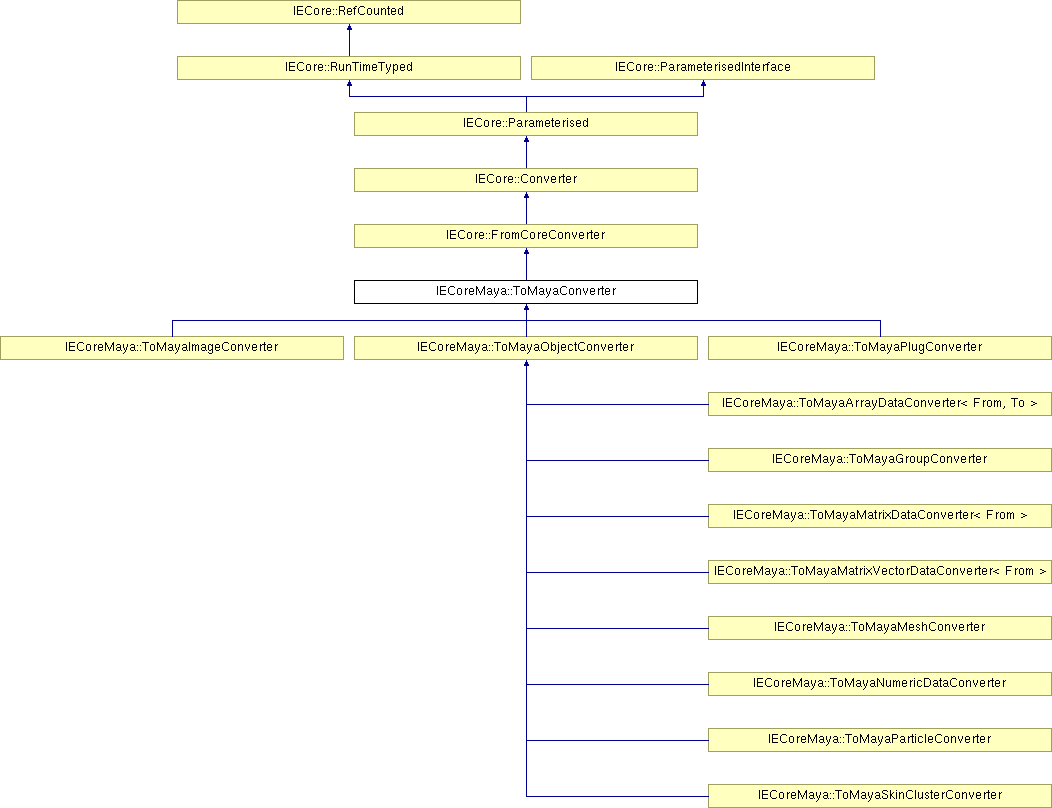 IECore::RefCounted
IECore::RunTimeTyped
IECore::ParameterisedInterface
IECore::Parameterised
IECore::Converter
IECore::FromCoreConverter
IECoreMaya::ToMayaConverter
IECoreMaya::ToMayaImageConverter
IECoreMaya::ToMayaObjectConverter
IECoreMaya::ToMayaPlugConverter
IECoreMaya::ToMayaArrayDataConverter< From, To >
IECoreMaya::ToMayaGroupConverter
IECoreMaya::ToMayaMatrixDataConverter< From >
IECoreMaya::ToMayaMatrixVectorDataConverter< From >
IECoreMaya::ToMayaMeshConverter
IECoreMaya::ToMayaNumericDataConverter
IECoreMaya::ToMayaParticleConverter
IECoreMaya::ToMayaSkinClusterConverter